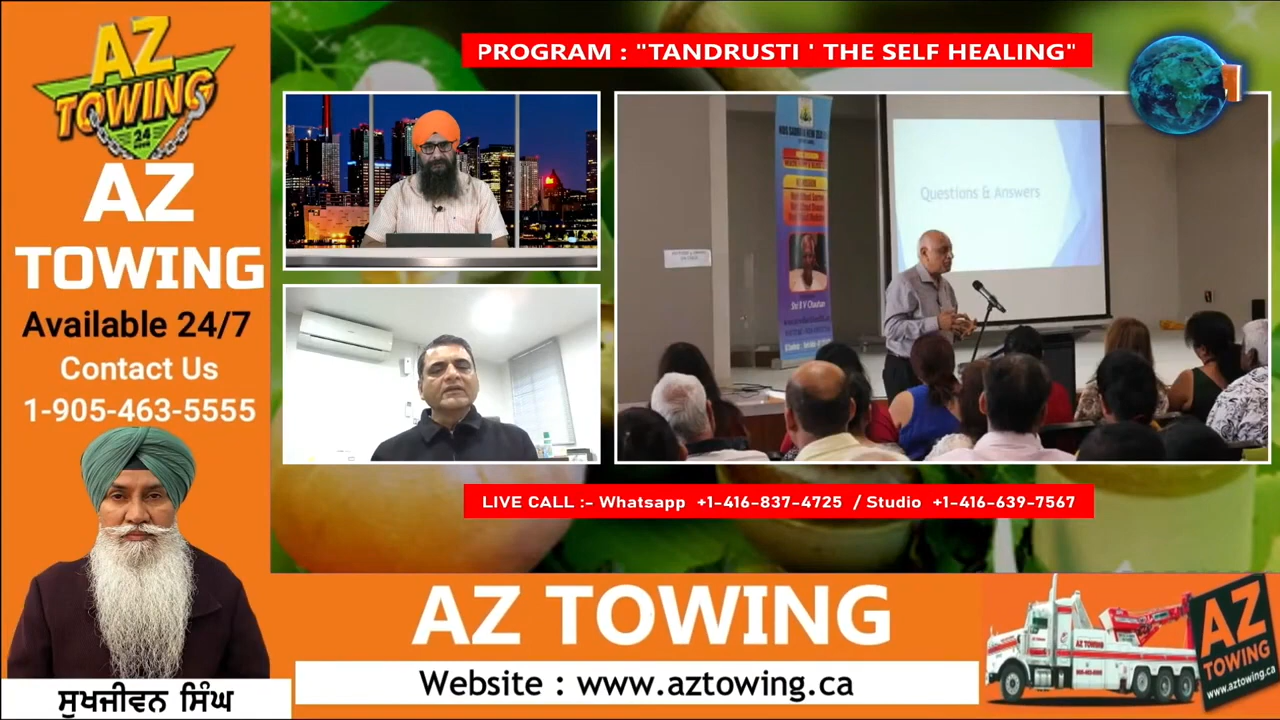 AZ
TOWING
24
AZ
TOWING
Available 24/7
Contact Us
1-905-463-5555
ਸੁਖਜੀਵਨ ਸਿੰਘ
PROGRAM : "TANDRUSTI ' THE SELF HEALING"
Questions & Answers
Shri B V Chauhan
LIVE CALL :- Whatsapp +1-416-837-4725 / Studio +1-416-639-7567
AZ TOWING
Website : www.aztowing.ca
AZ TOWING
AZ
TOWING
www.aztowing.ca